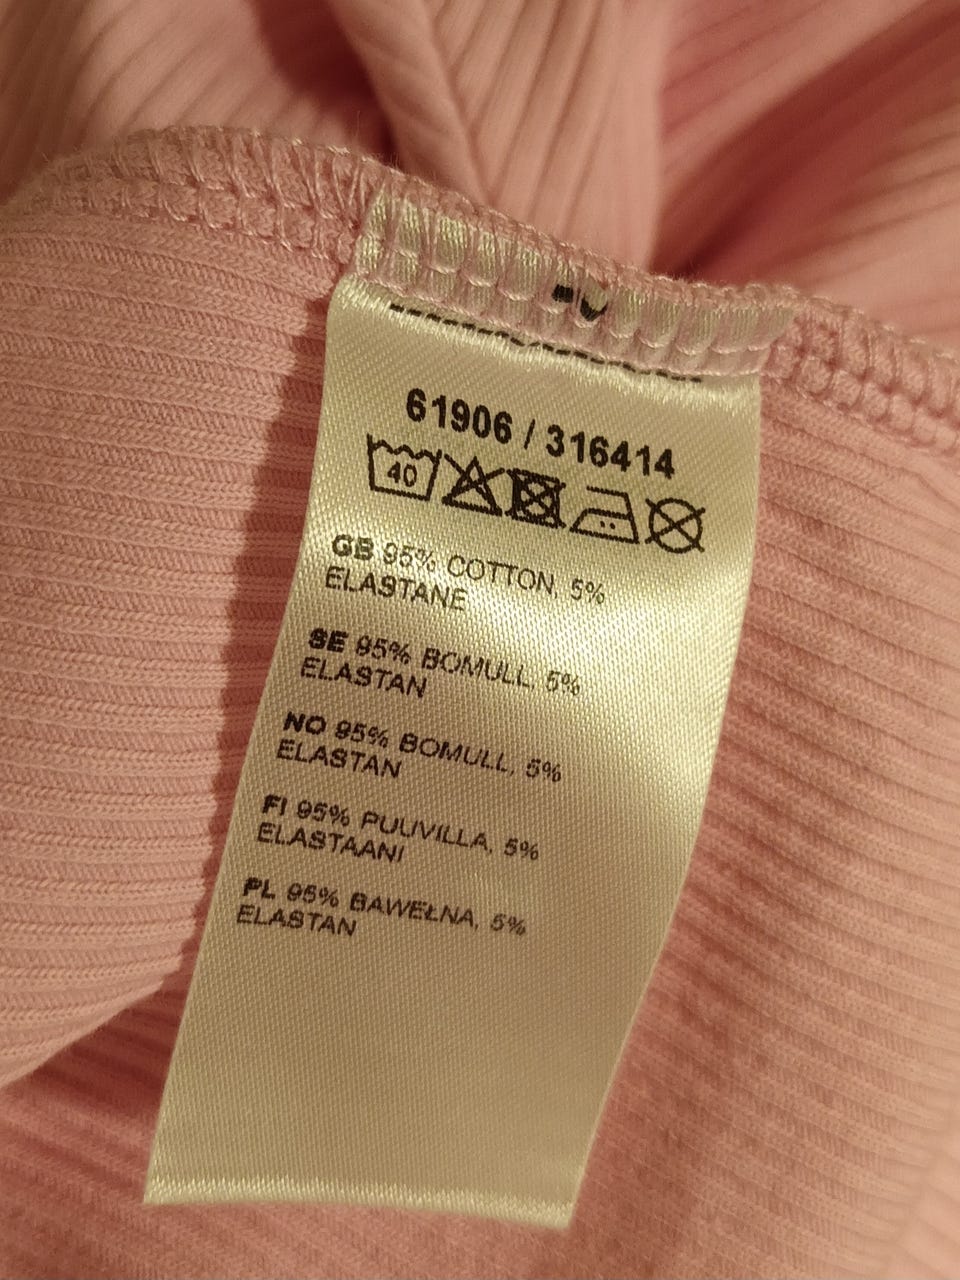 61906 / 316414
40
GB 95% COTTON, 5%
ELASTANE
SE 95% BOMULL, 5%
ELASTAN
NO 95% BOMULL, 5%
ELASTAN
FI 95% PUUVILLA, 5%
ELASTAANI
PL 95% BAWEŁNA, 5%
ELASTAN